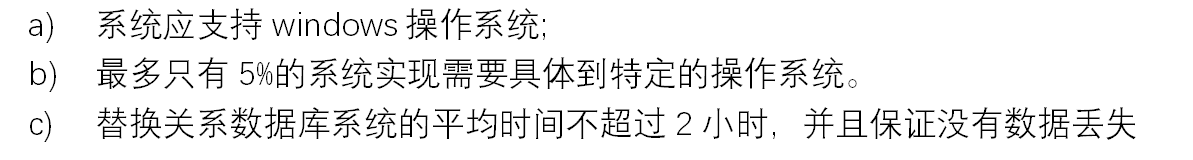 a) 系统应支持 windows 操作系统;
b) 最多只有 5%的系统实现需要具体到特定的操作系统。
c) 替换关系数据库系统的平均时间不超过 2 小时，并且保证没有数据丢失